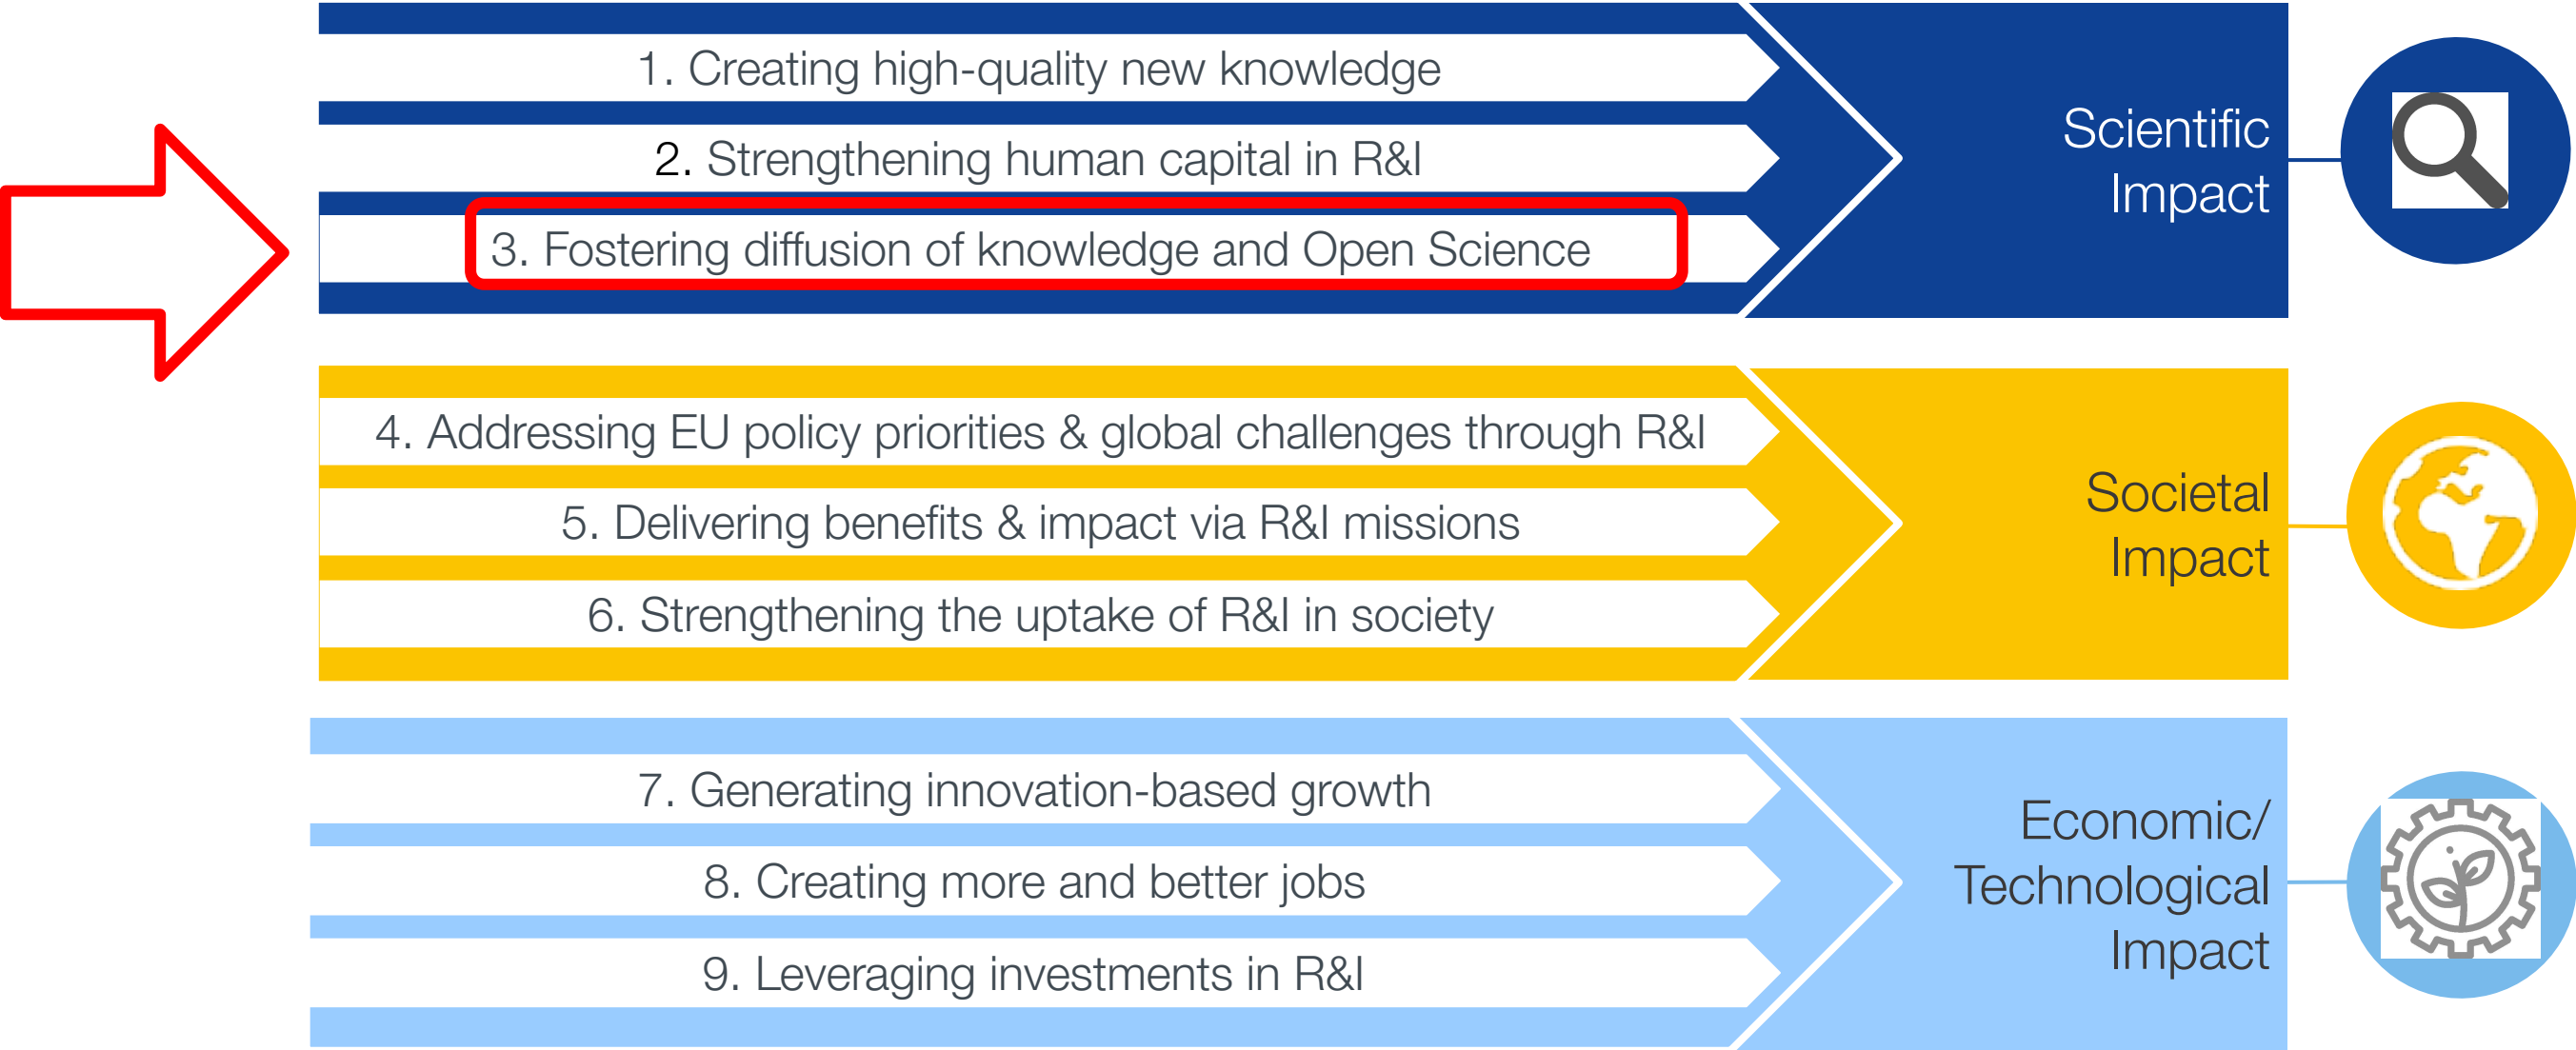 1. Creating high-quality new knowledge
2. Strengthening human capital in R&I
3. Fostering diffusion of knowledge and Open Science
Scientific
Impact
4. Addressing EU policy priorities & global challenges through R&I
5. Delivering benefits & impact via R&I missions
6. Strengthening the uptake of R&I in society
Societal
Impact
7. Generating innovation-based growth
8. Creating more and better jobs
9. Leveraging investments in R&I
Economic/
Technological
Impact